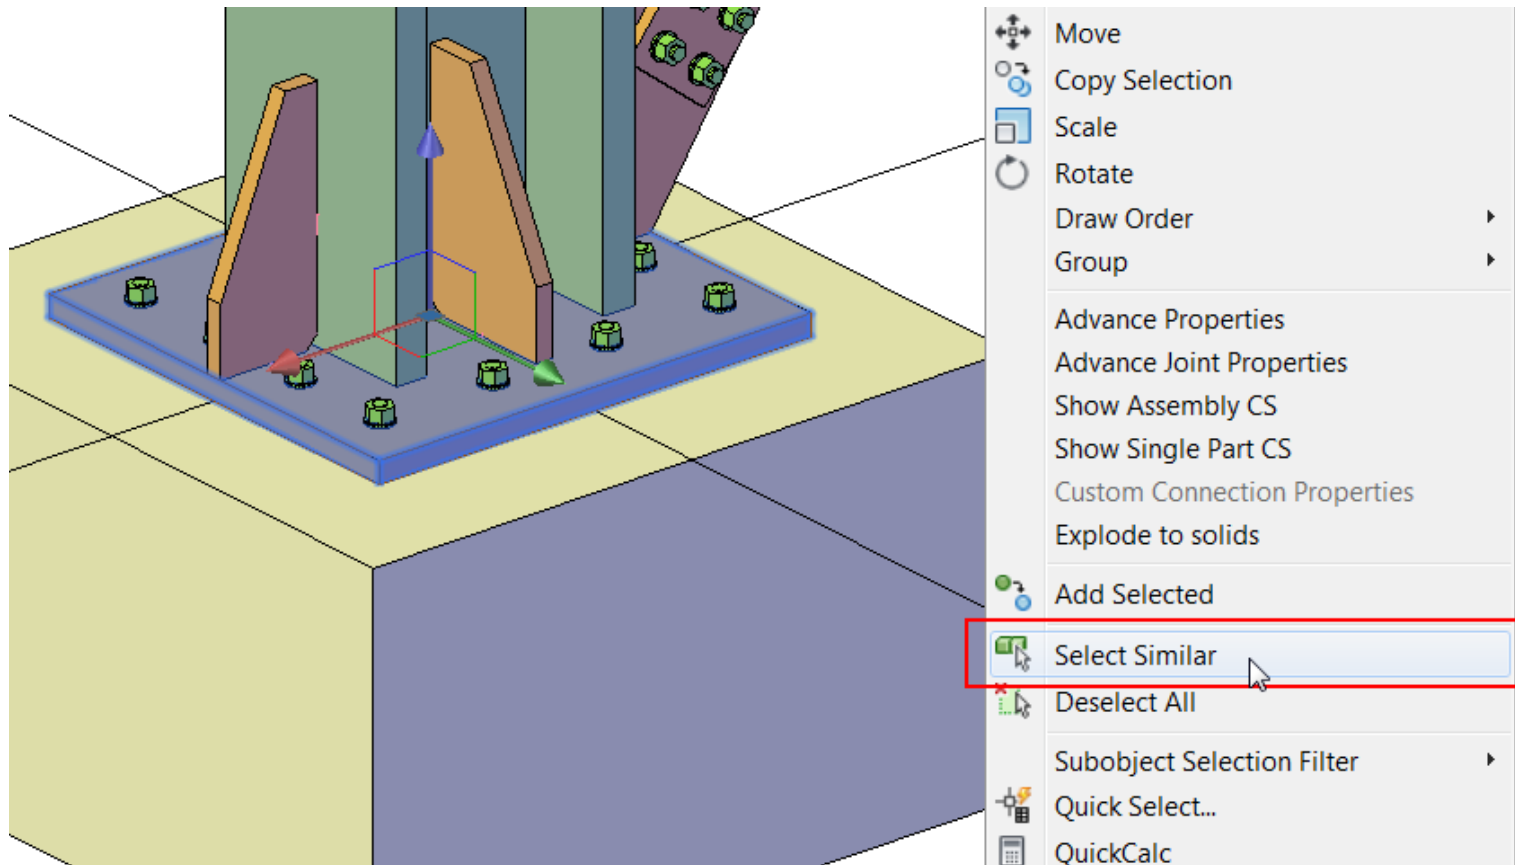 Move
Copy Selection
Scale
Rotate
Draw Order
Group
Advance Properties
Advance Joint Properties
Show Assembly CS
Show Single Part CS
Custom Connection Properties
Explode to solids
Add Selected
Select Similar
Deselect All
Subobject Selection Filter
Quick Select...
QuickCalc